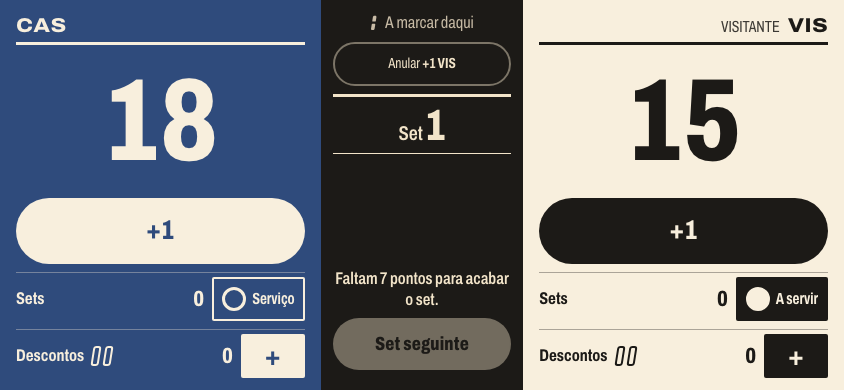 CAS
18
+1
Sets 0 Serviço
Descontos 0 +
A marcar daqui
Anular +1 VIS
Set 1
Faltam 7 pontos para acabar
o set.
Set seguinte
VISITANTE VIS
15
+1
Sets 0 A servir
Descontos 0 +